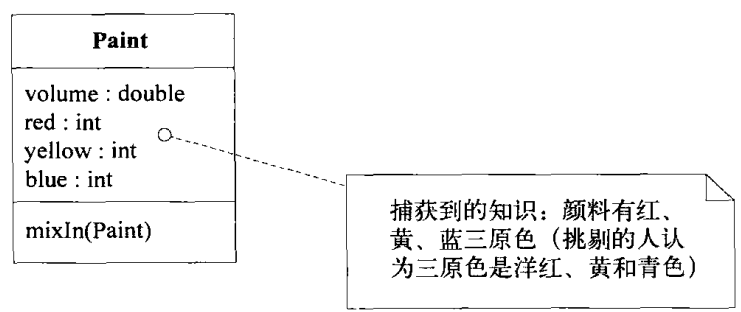 Paint
volume : double
red : int
yellow : int
blue : int
mixIn(Paint)
捕获到的知识：颜料有红、
黄、蓝三原色（挑剔的人认
为三原色是洋红、黄和青色）